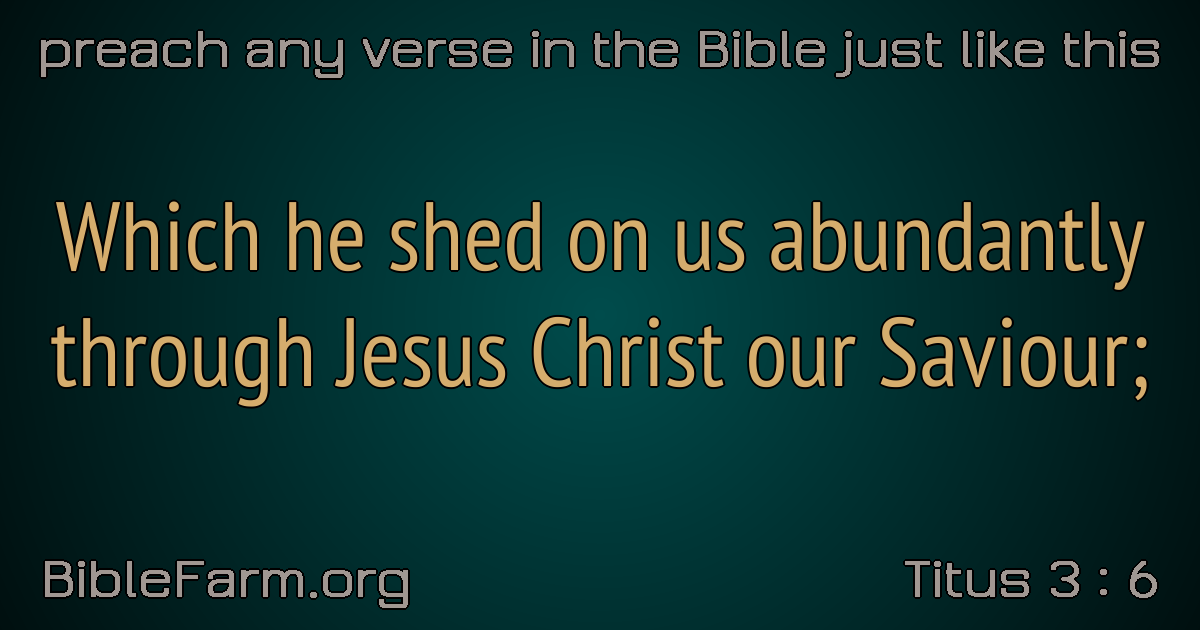 preach any verse in the Bible just like this
Which he shed on us abundantly
through Jesus Christ our Saviour;
BibleFarm.org
Titus 3 : 6